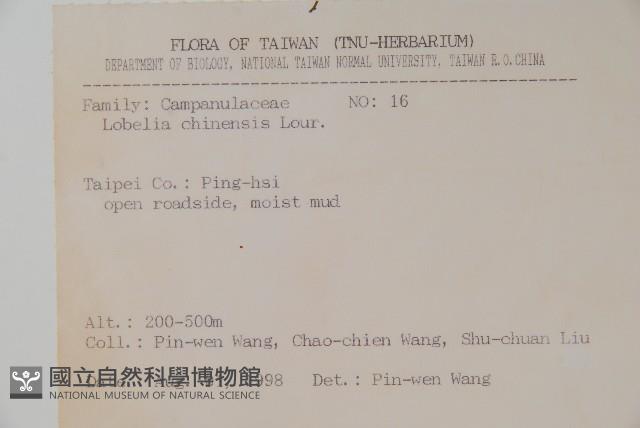 FLORA OF TAIWAN (TNU-HERBARIUM)
DEPARTMENT OF BIOLOGY, NATIONAL TAIWAN NORMAL UNIVERSITY, TAIWAN R.O.CHINA
Family: Campanulaceae NO: 16
Lobelia chinensis Lour.
Taipei Co.: Ping-hsi
open roadside, moist mud
Alt.: 200-500m
Coll.: Pin-wen Wang, Chao-chien Wang, Shu-chuan Liu
Aug. 1998 Det.: Pin-wen Wang
國立自然科學博物館
NATIONAL MUSEUM OF NATURAL SCIENCE